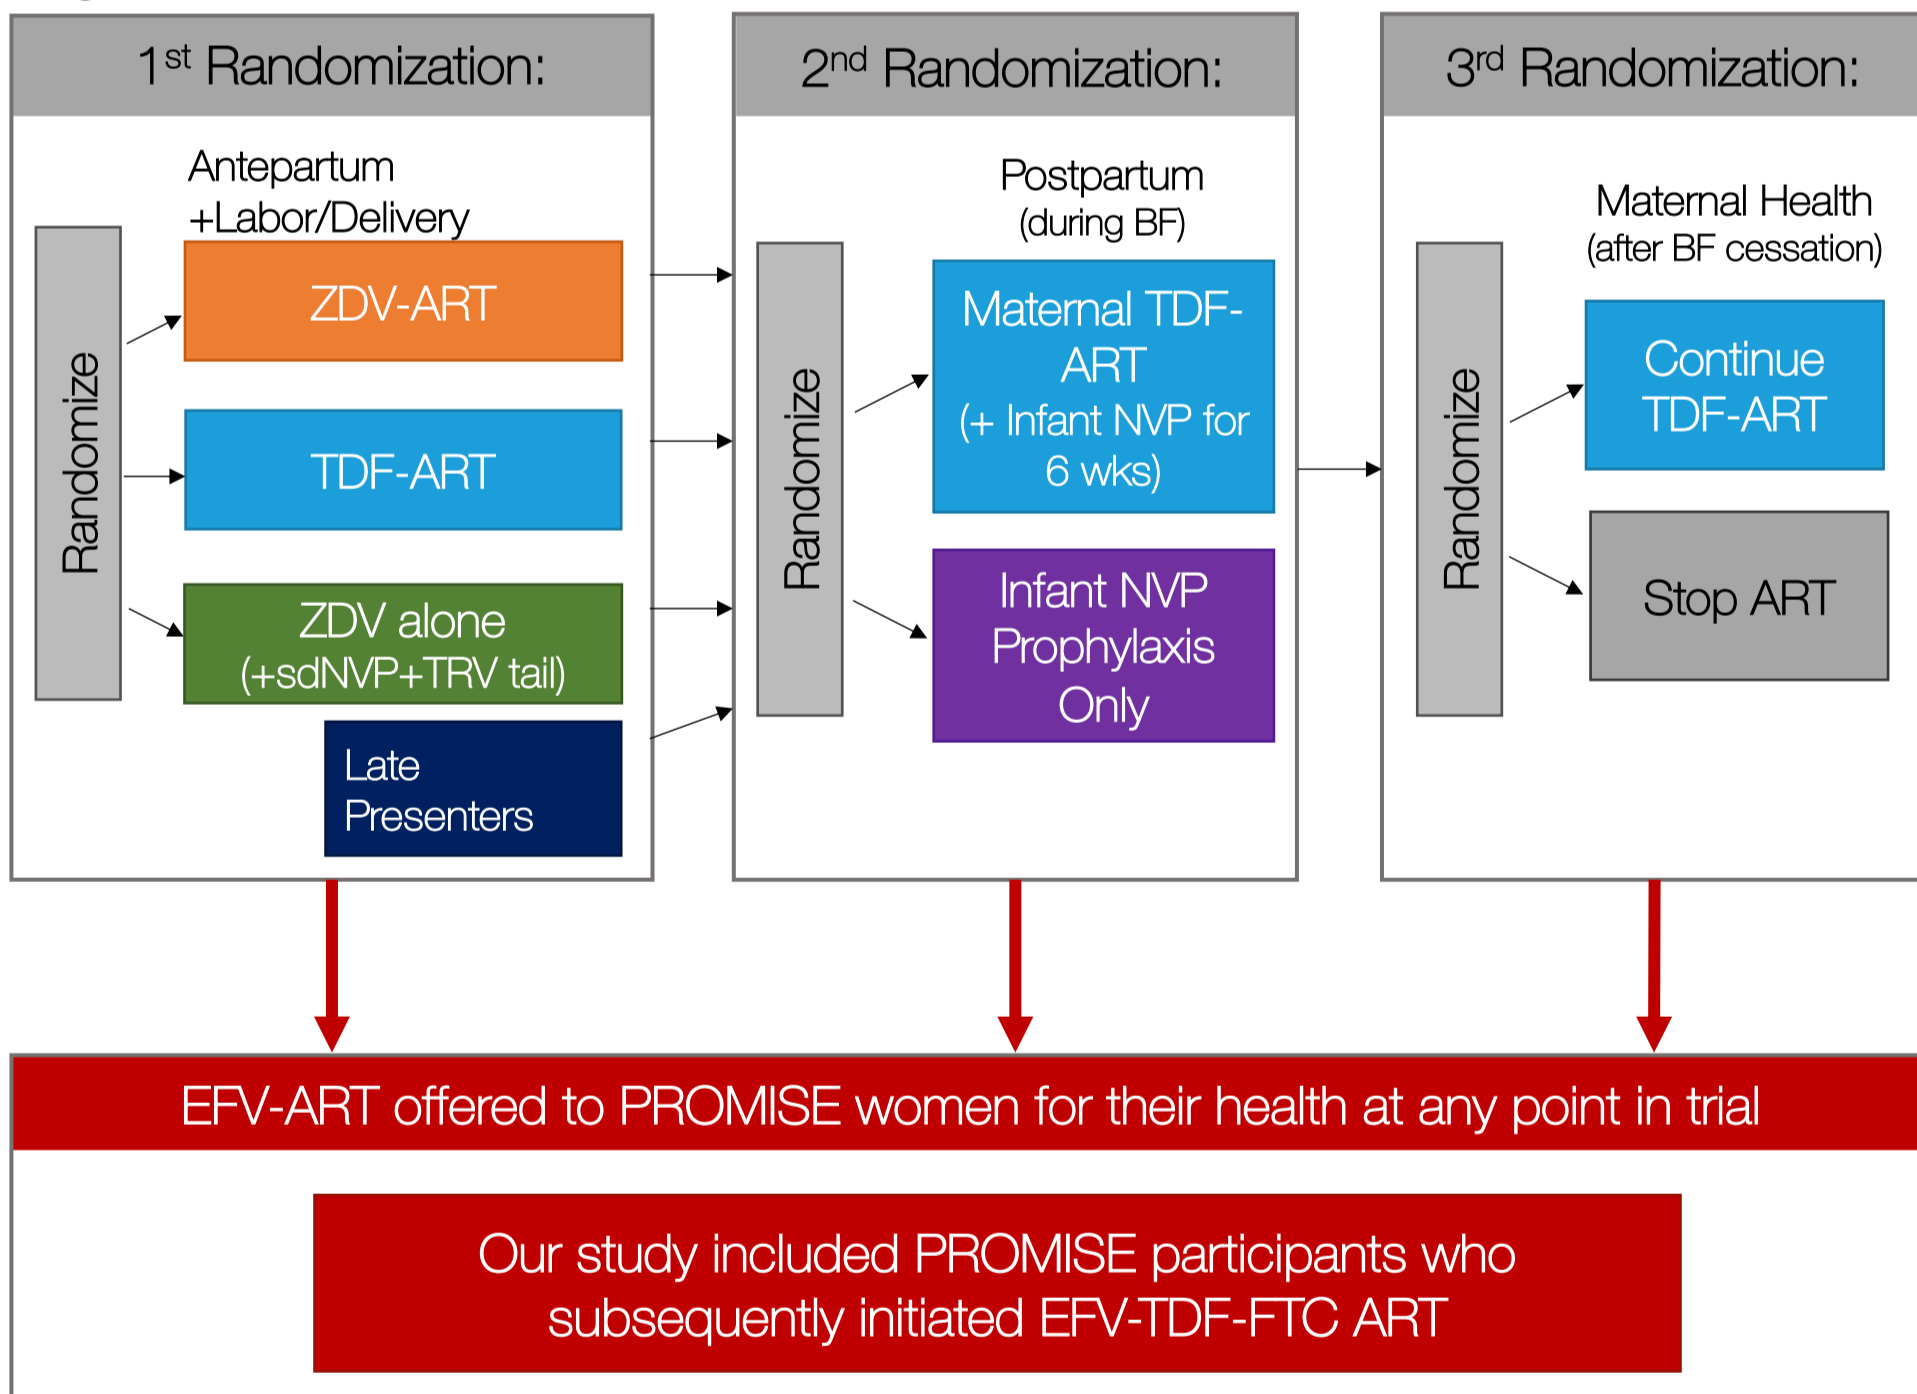 1st Randomization:
Antepartum
+Labor/Delivery
Randomize
ZDV-ART
TDF-ART
ZDV alone
(+sdNVP+TRV tail)
Late
Presenters
2nd Randomization:
Postpartum
(during BF)
Randomize
Maternal TDF-
ART
(+ Infant NVP for
6 wks)
Infant NVP
Prophylaxis
Only
3rd Randomization:
Maternal Health
(after BF cessation)
Randomize
Continue
TDF-ART
Stop ART
EFV-ART offered to PROMISE women for their health at any point in trial
Our study included PROMISE participants who
subsequently initiated EFV-TDF-FTC ART